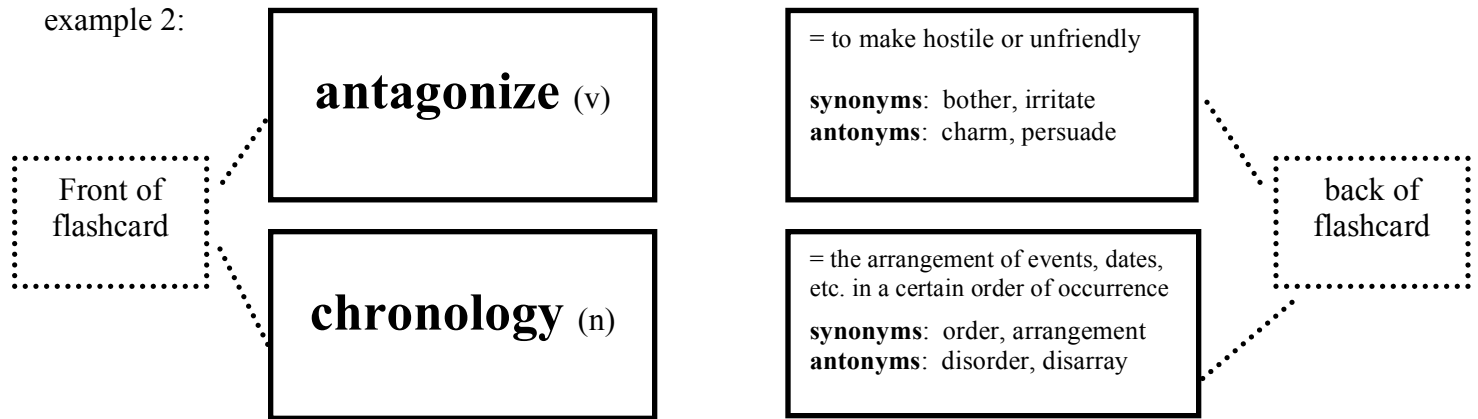 example 2:
antagonize (v)
= to make hostile or unfriendly
synonyms: bother, irritate
antonyms: charm, persuade
Front of
flashcard
back of
flashcard
chronology (n)
= the arrangement of events, dates,
etc. in a certain order of occurrence
synonyms: order, arrangement
antonyms: disorder, disarray